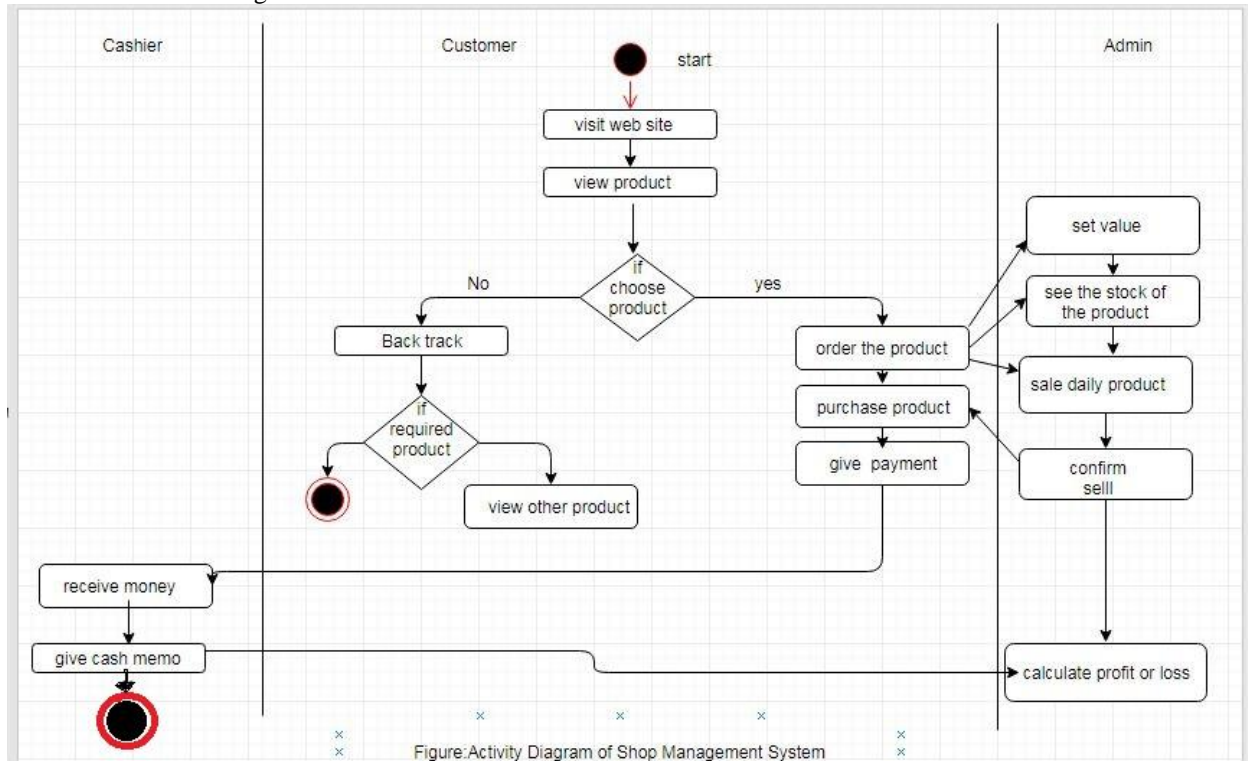 Cashier
Customer
Admin
start
visit web site
view product
set value
if
choose
product
No
yes
see the stock of
the product
Back track
order the product
sale daily product
if
required
product
purchase product
give payment
confirm
selll
view other product
receive money
give cash memo
calculate profit or loss
Figure:Activity Diagram of Shop Management System